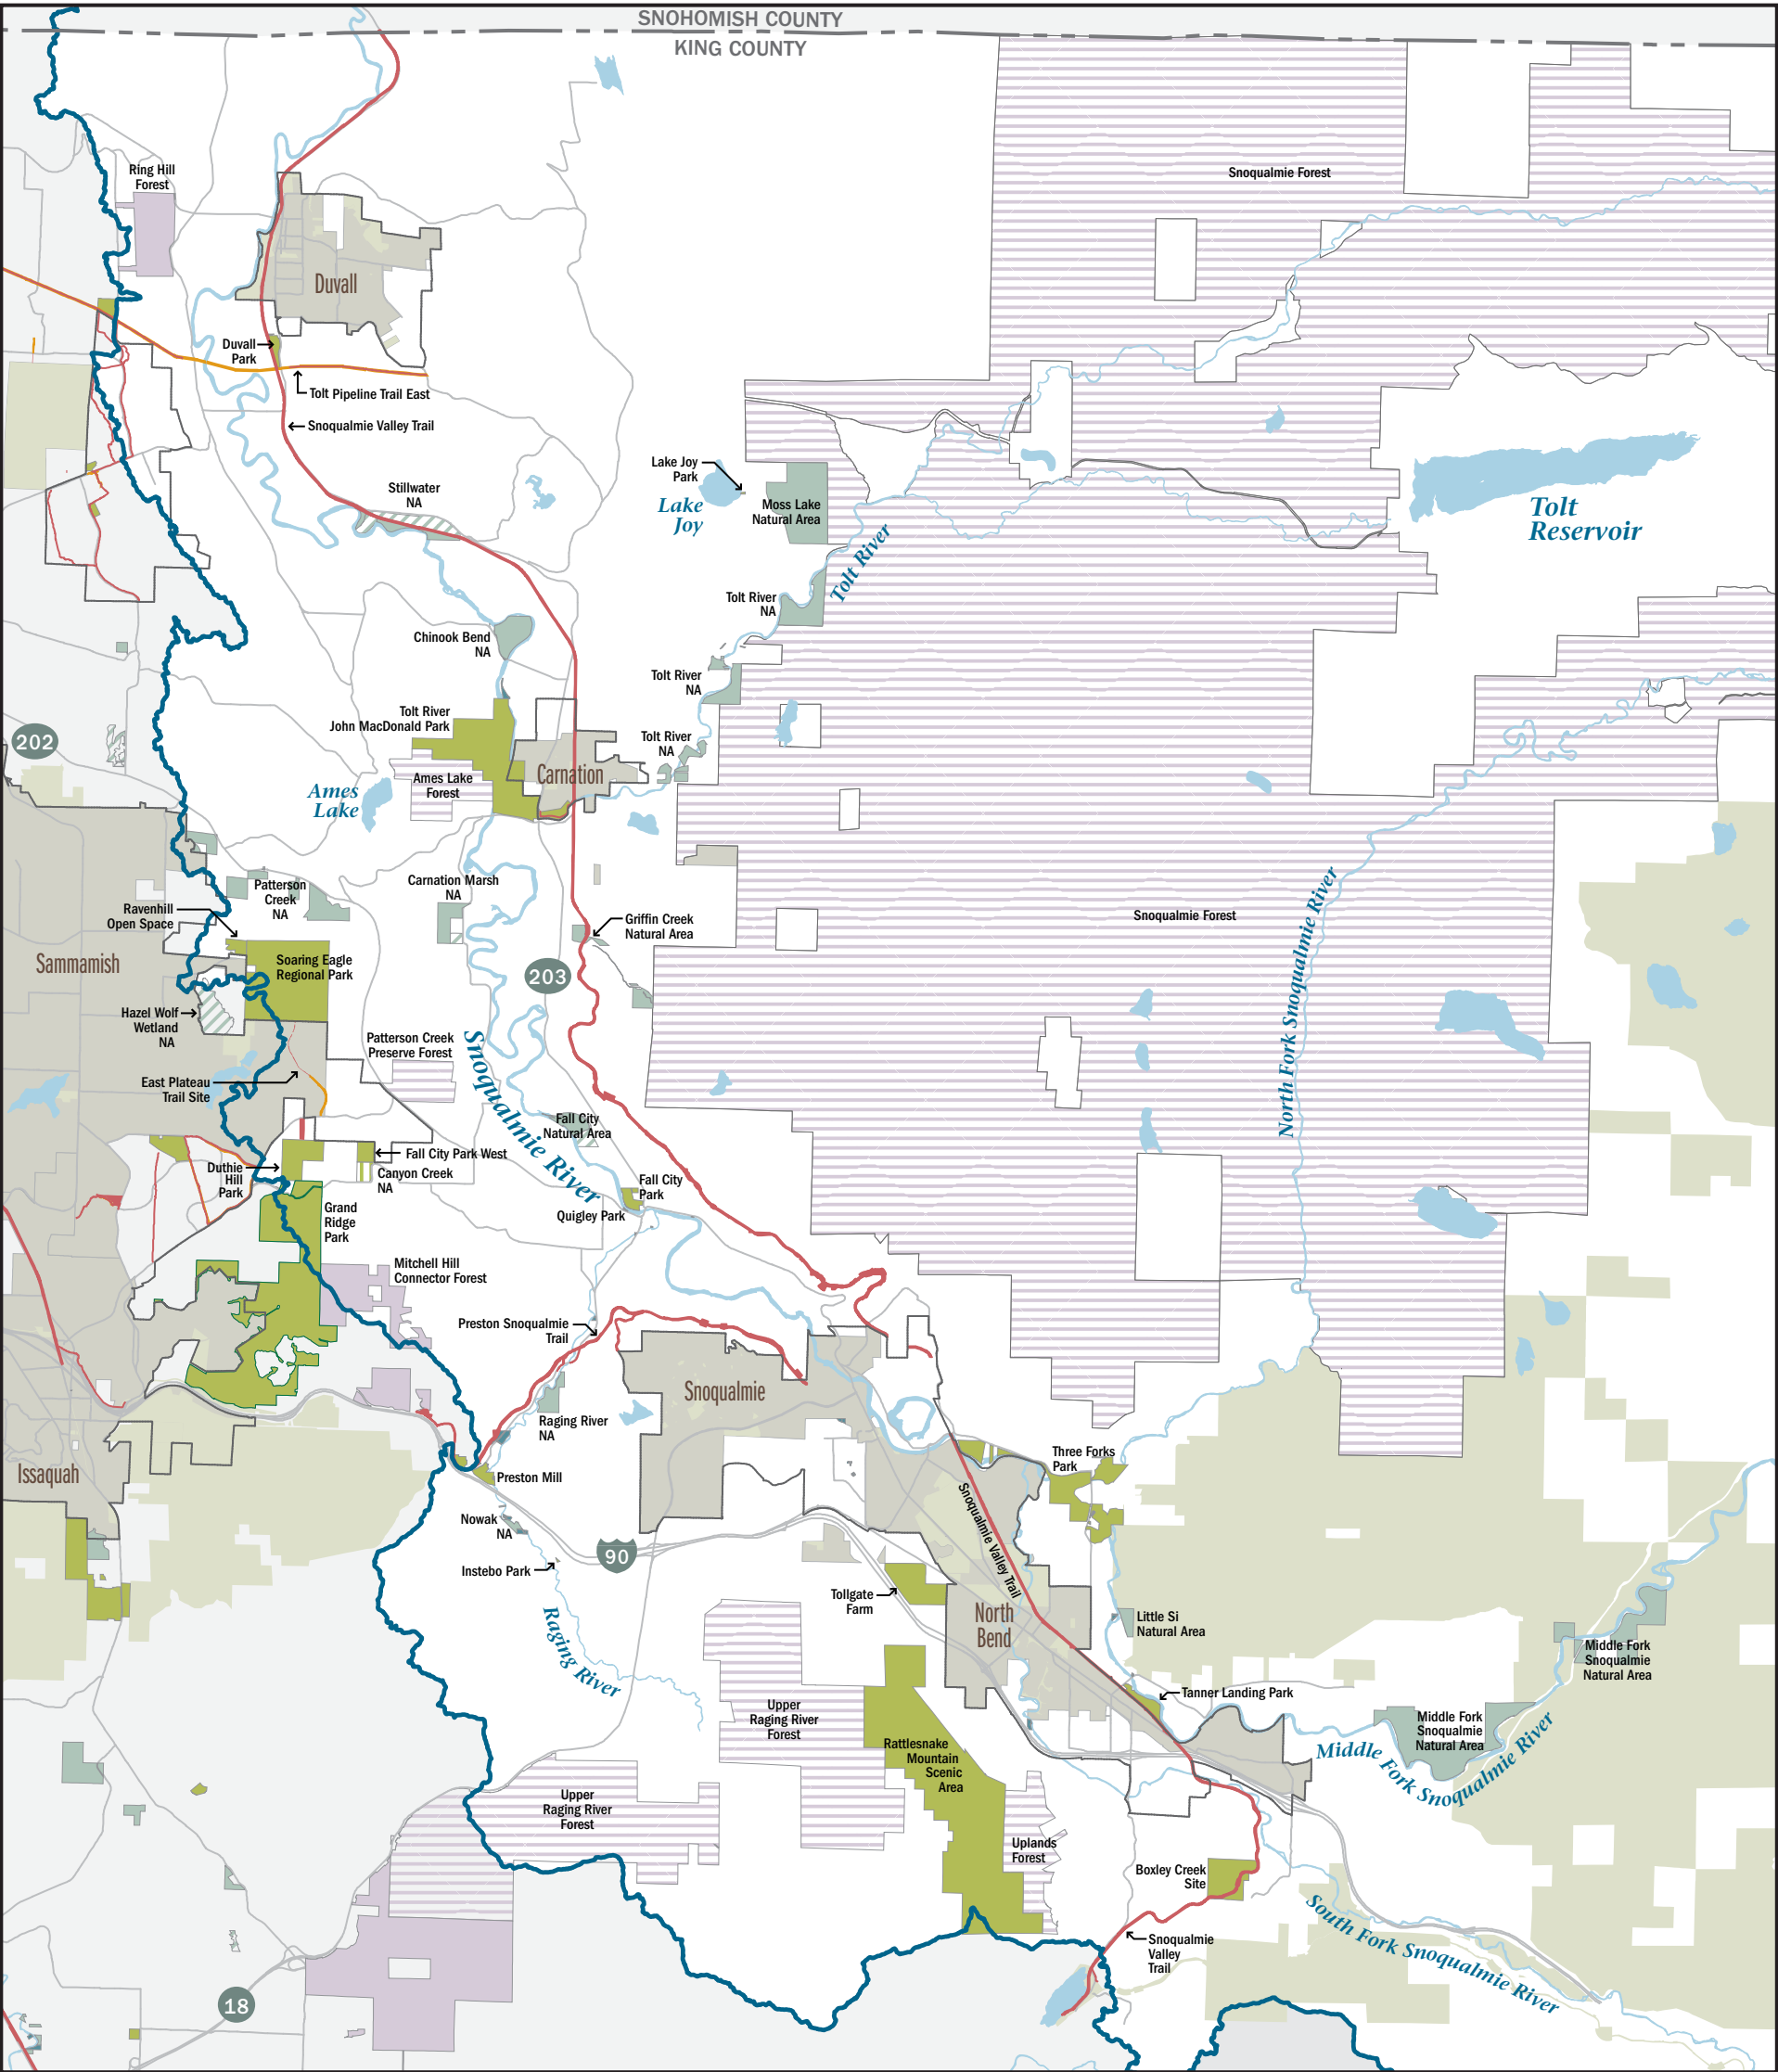 SNOHOMISH COUNTY
KING COUNTY
Ring Hill
Forest
Snoqualmie Forest
Duvall
Duvall
Park
Tolt Pipeline Trail East
Snoqualmie Valley Trail
Lake Joy
Park
Lake
Joy
Stillwater
NA
Moss Lake
Natural Area
Tolt
Reservoir
Tolt River
Tolt River
NA
Chinook Bend
NA
Tolt River
NA
Tolt River
John MacDonald Park
Tolt River
NA
202
Carnation
Ames Lake
Forest
Ames
Lake
Carnation Marsh
NA
Patterson
Creek
NA
Ravenhill
Open Space
Griffin Creek
Natural Area
Snoqualmie Forest
North Fork Snoqualmie River
Sammamish
Soaring Eagle
Regional Park
203
Hazel Wolf
Wetland
NA
Patterson Creek
Preserve Forest
Snoqualmie River
East Plateau
Trail Site
Fall City
Natural Area
Fall City Park West
Duthie
Hill
Park
Canyon Creek
NA
Fall City
Park
Quigley Park
Grand
Ridge
Park
Mitchell Hill
Connector Forest
Preston Snoqualmie
Trail
Snoqualmie
Raging River
NA
Issaquah
Preston Mill
Three Forks
Park
Snoqualmie Valley Trail
Nowak
NA
90
Instebo Park
Tollgate
Farm
North
Bend
Little Si
Natural Area
Raging River
Middle Fork
Snoqualmie
Natural Area
Tanner Landing Park
Upper
Raging River
Forest
Middle Fork
Snoqualmie
Natural Area
Middle Fork Snoqualmie River
Rattlesnake
Mountain
Scenic
Area
Upper
Raging River
Forest
Uplands
Forest
Boxley Creek
Site
South Fork Snoqualmie River
Snoqualmie
Valley
Trail
18